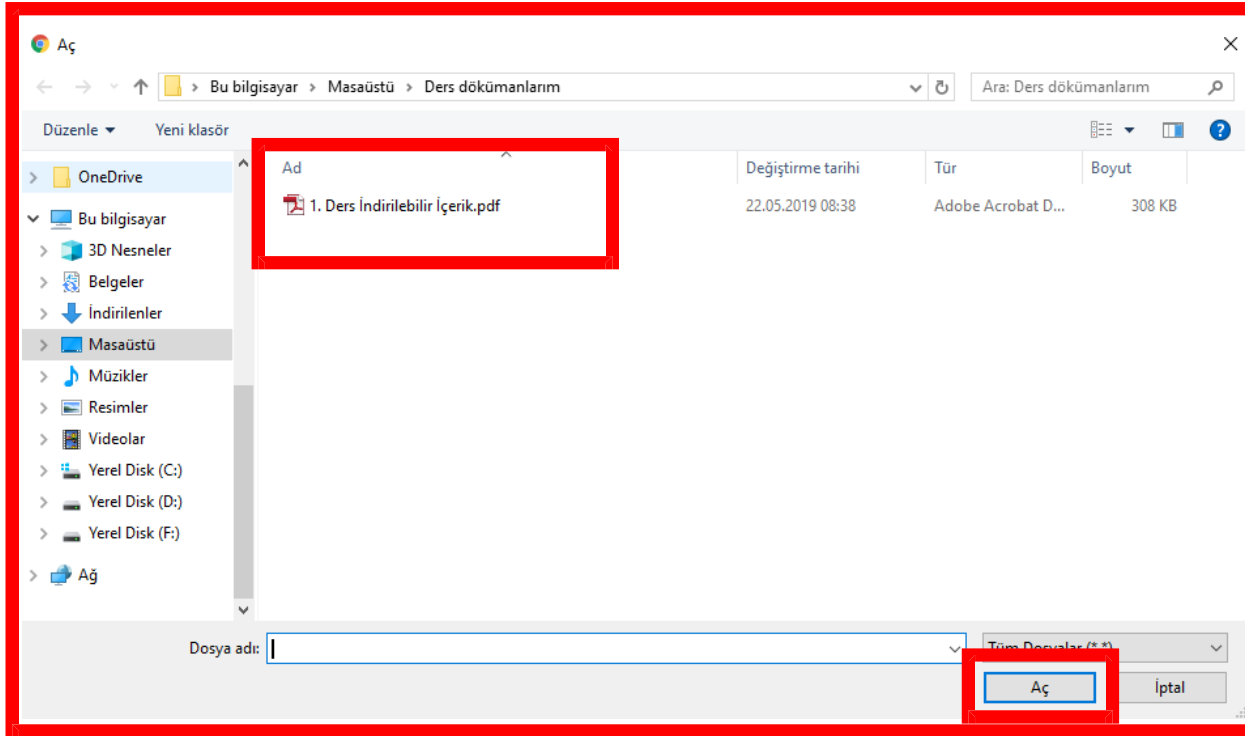 Aç
Bu bilgisayar > Masaüstü > Ders dökümanlarım
Ara: Ders dökümanlarım
Düzenle Yeni klasör
Ad Değiştirme tarihi Tür Boyut
1. Ders İndirilebilir İçerik.pdf 22.05.2019 08:38 Adobe Acrobat D... 308 KB
OneDrive
Bu bilgisayar
3D Nesneler
Belgeler
İndirilenler
Masaüstü
Müzikler
Resimler
Videolar
Yerel Disk (C:)
Yerel Disk (D:)
Yerel Disk (F:)
Ağ
Dosya adı:
Tüm Dosyalar (*.*)
Aç İptal